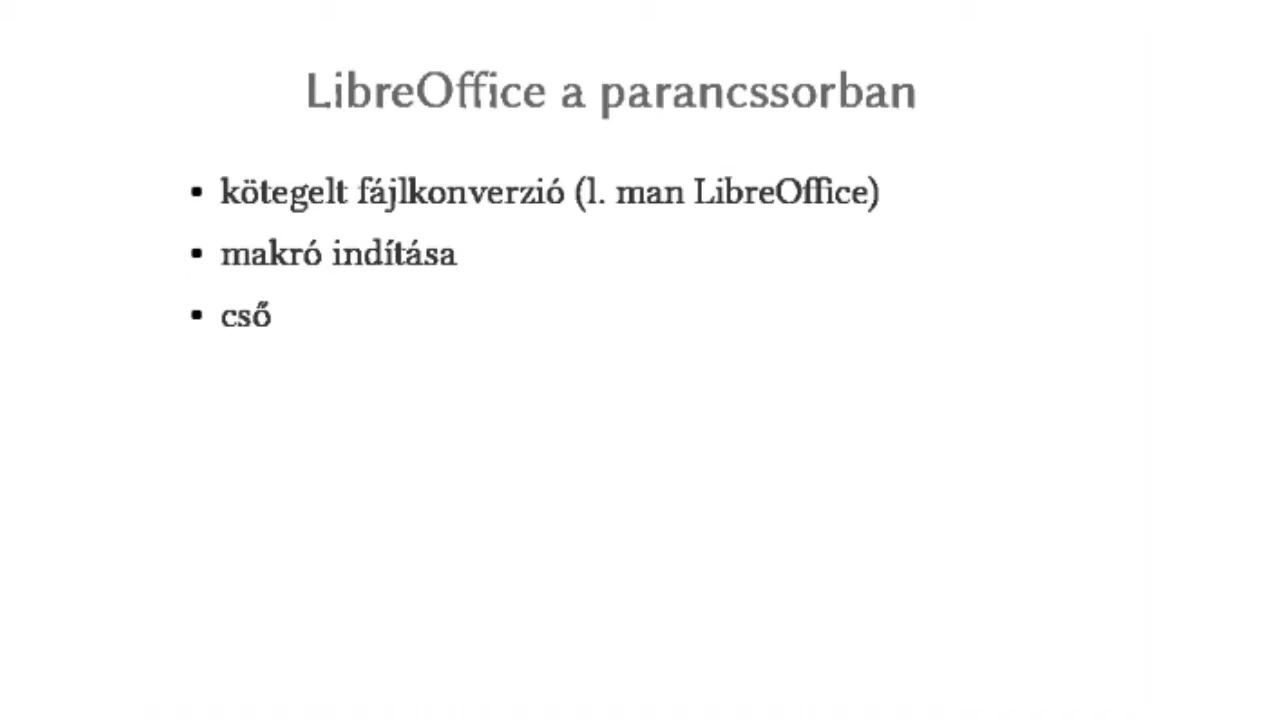 LibreOffice a parancssorban
▪ kötegelt fájlkonverzió (l. man LibreOffice)
▪ makró indítása
▪ cső